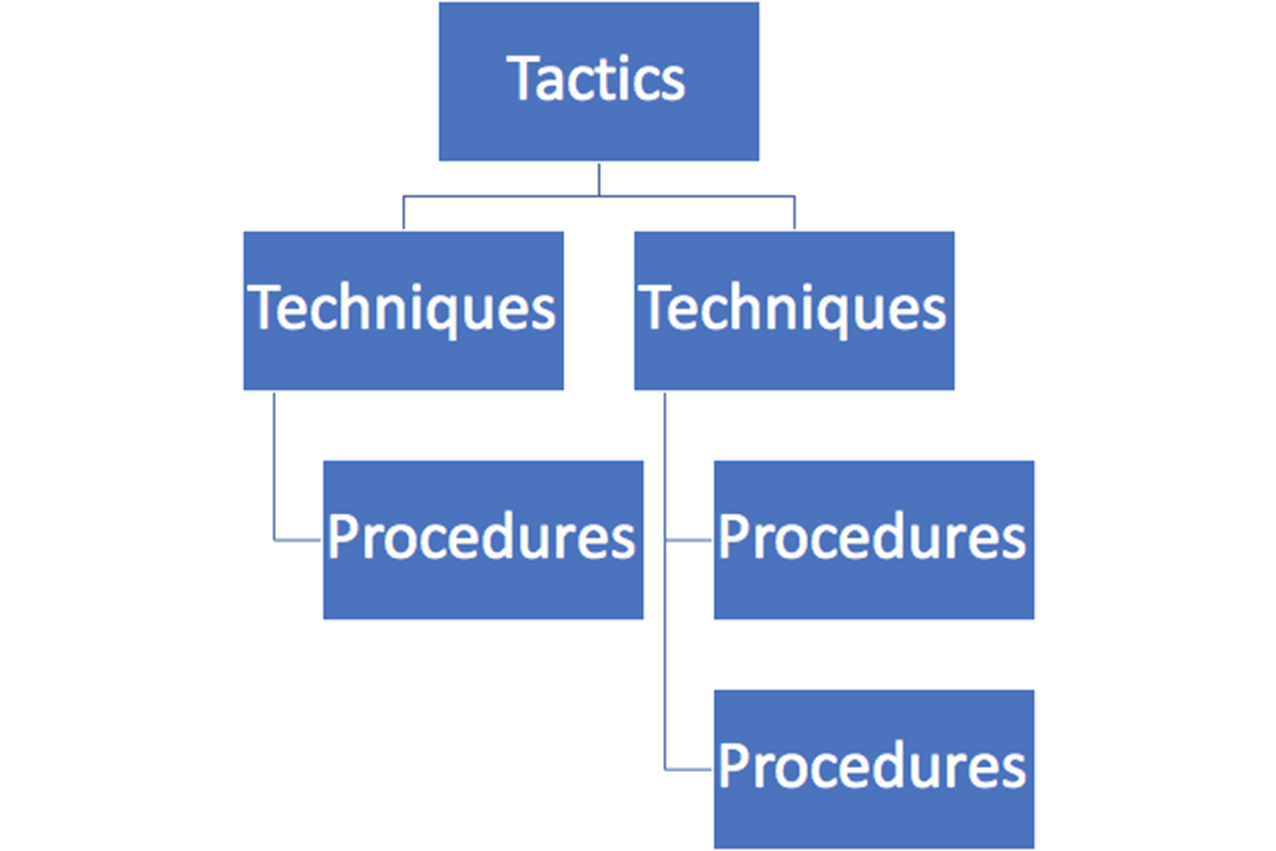 Tactics
Techniques
Techniques
Procedures
Procedures
Procedures